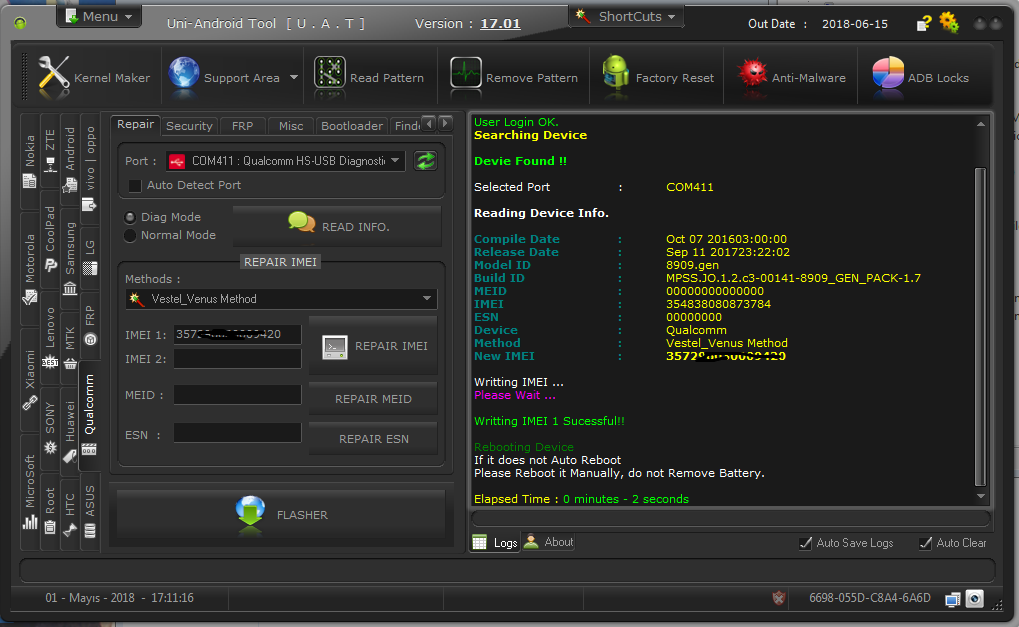 Menu
Uni-Android Tool [ U . A . T ]
Version : 17.01
ShortCuts
Out Date : 2018-06-15
Kernel Maker
Support Area
Read Pattern
Remove Pattern
Factory Reset
Anti-Malware
ADB Locks
Nokia
Motorola
Xiaomi
MicroSoft
ZTE
CoolPad
Lenovo
SONY
Root
Android
Samsung
MTK
Huawei
HTC
vivo | oppo
LG
FRP
Qualcomm
ASUS
Repair
Security
FRP
Misc
Bootloader
Find
Port :
COM411 : Qualcomm HS-USB Diagnosti
Auto Detect Port
Diag Mode
Normal Mode
READ INFO.
REPAIR IMEI
Methods :
Vestel_Venus Method
IMEI 1:
REPAIR IMEI
IMEI 2:
MEID :
REPAIR MEID
ESN :
REPAIR ESN
FLASHER
User Login OK.
Searching Device
Devie Found !!
Selected Port : COM411
Reading Device Info.
Compile Date : Oct 07 201603:00:00
Release Date : Sep 11 201723:22:02
Model ID : 8909.gen
Build ID : MPSS.JO.1.2.c3-00141-8909_GEN_PACK-1.7
MEID : 00000000000000
IMEI : 354838080873784
ESN : 00000000
Device : Qualcomm
Method : Vestel_Venus Method
New IMEI :
Writting IMEI ...
Please Wait ...
Writting IMEI 1 Sucessful!!
Rebooting Device
If it does not Auto Reboot
Please Reboot it Manually, do not Remove Battery.
Elapsed Time : 0 minutes - 2 seconds
Logs
About
Auto Save Logs
Auto Clear
01 - Mayıs - 2018 - 17:11:16
6698-055D-C8A4-6A6D